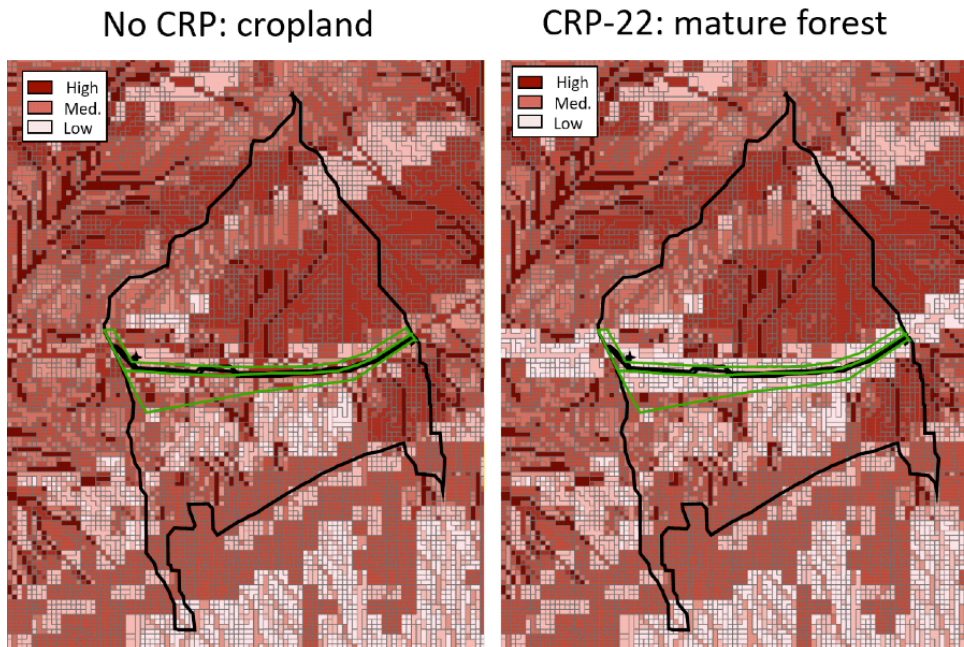 No CRP: cropland
CRP-22: mature forest
High
Med.
Low
High
Med.
Low